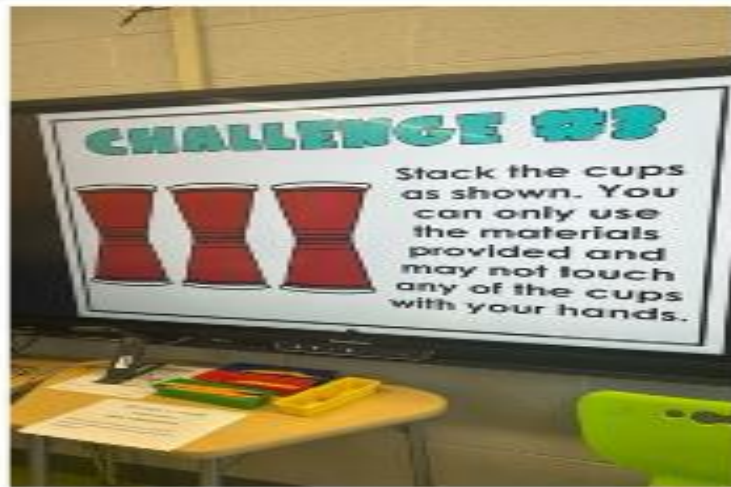 CHALLENGE #3
Stack the cups
as shown. You
can only use
the materials
provided and
may not touch
any of the cups
with your hands.